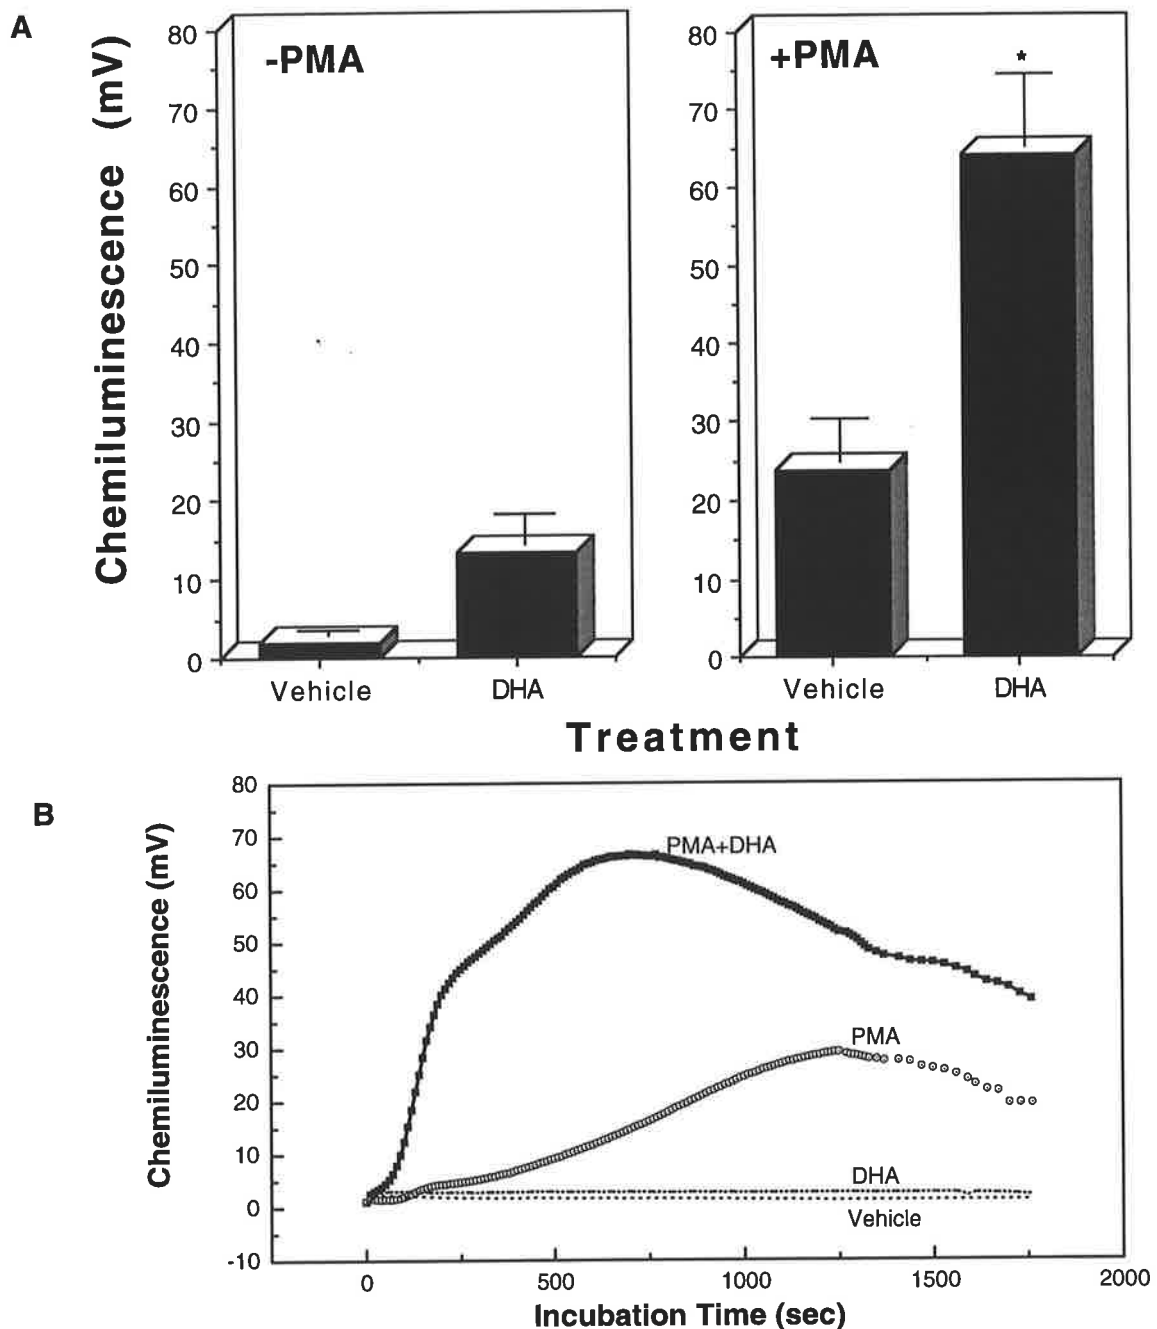 A
Chemiluminescence (mV)
-PMA
80
70
60
50
40
30
20
10
0
Vehicle DHA
+PMA
*
80
70
60
50
40
30
20
10
0
Vehicle DHA
Treatment
B
Chemiluminescence (mV)
80
70
60
50
40
30
20
10
0
-10
PMA+DHA
PMA
DHA
Vehicle
0 500 1000 1500 2000
Incubation Time (sec)